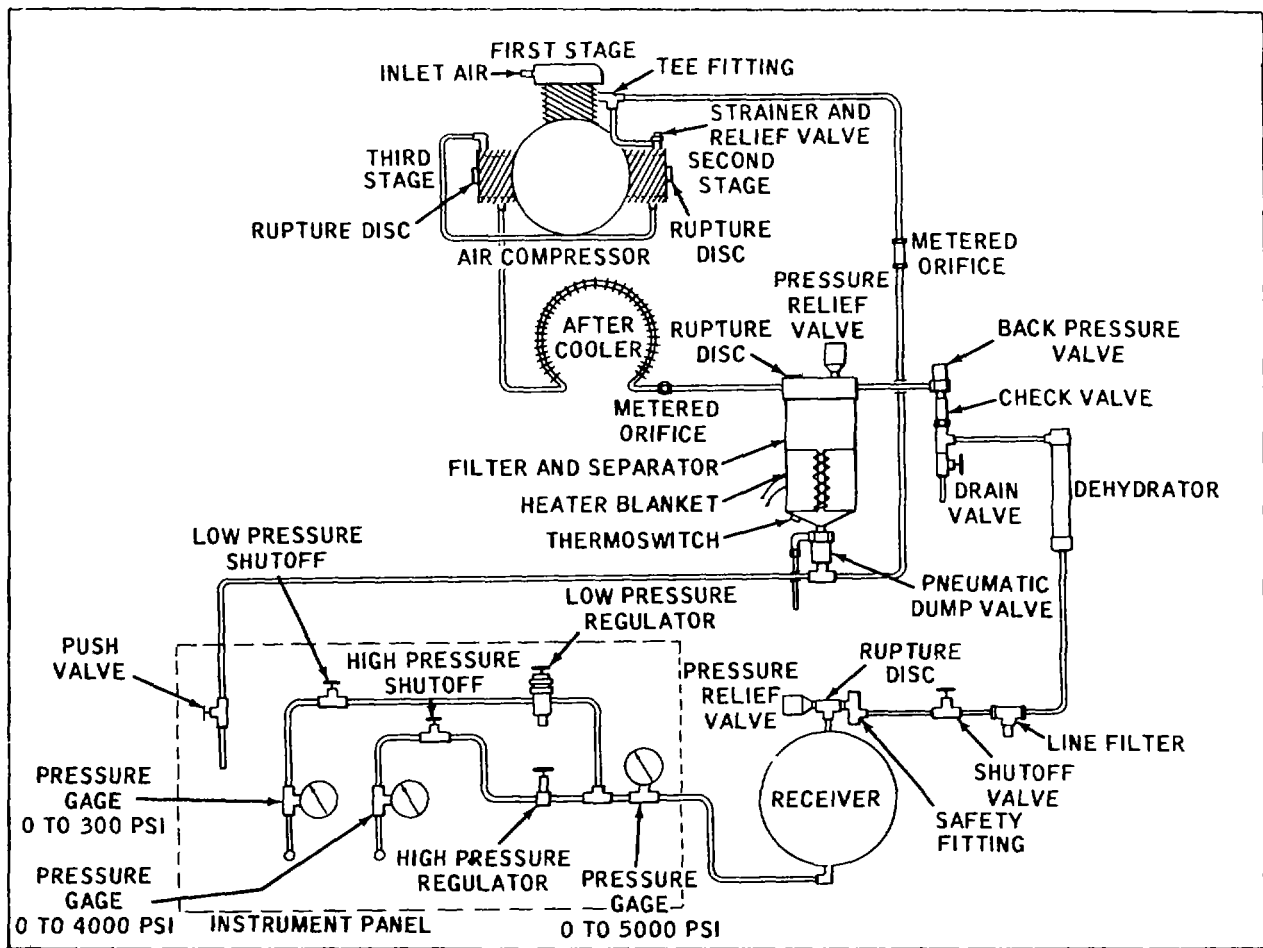 FIRST STAGE
INLET AIR
TEE FITTING
STRAINER AND
RELIEF VALVE
THIRD
STAGE
SECOND
STAGE
RUPTURE DISC
RUPTURE
DISC
AIR COMPRESSOR
METERED
ORIFICE
PRESSURE
RELIEF
VALVE
AFTER
COOLER
RUPTURE
DISC
BACK PRESSURE
VALVE
CHECK VALVE
METERED
ORIFICE
FILTER AND SEPARATOR
HEATER BLANKET
THERMOSWITCH
DRAIN
VALVE
DEHYDRATOR
LOW PRESSURE
SHUTOFF
PNEUMATIC
DUMP VALVE
LOW PRESSURE
REGULATOR
PUSH
VALVE
HIGH PRESSURE
SHUTOFF
RUPTURE
DISC
PRESSURE
RELIEF
VALVE
LINE FILTER
SHUTOFF
VALVE
RECEIVER
SAFETY
FITTING
PRESSURE
GAGE
0 TO 300 PSI
HIGH PRESSURE
REGULATOR
PRESSURE
GAGE
0 TO 4000 PSI
PRESSURE
GAGE
0 TO 5000 PSI
INSTRUMENT PANEL